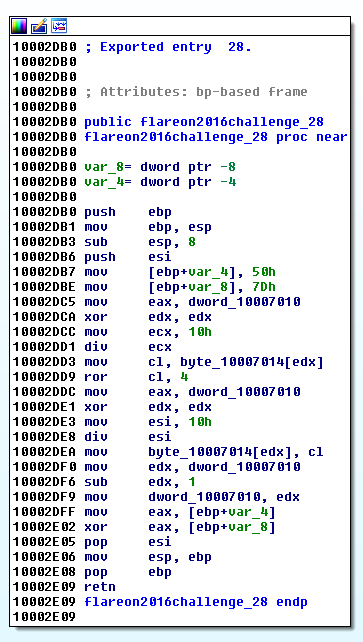 10002DB0 ; Exported entry  28.
10002DB0
10002DB0
10002DB0 ; Attributes: bp-based frame
10002DB0
10002DB0 public flareon2016challenge_28
10002DB0 flareon2016challenge_28 proc near
10002DB0
10002DB0 var_8= dword ptr -8
10002DB0 var_4= dword ptr -4
10002DB0
10002DB0 push    ebp
10002DB1 mov     ebp, esp
10002DB3 sub     esp, 8
10002DB6 push    esi
10002DB7 mov     [ebp+var_4], 50h
10002DBE mov     [ebp+var_8], 7Dh
10002DC5 mov     eax, dword_10007010
10002DCA xor     edx, edx
10002DCC mov     ecx, 10h
10002DD1 div     ecx
10002DD3 mov     cl, byte_10007014[edx]
10002DD9 ror     cl, 4
10002DDC mov     eax, dword_10007010
10002DE1 xor     edx, edx
10002DE3 mov     esi, 10h
10002DE8 div     esi
10002DEA mov     byte_10007014[edx], cl
10002DF0 mov     edx, dword_10007010
10002DF6 sub     edx, 1
10002DF9 mov     dword_10007010, edx
10002DFF mov     eax, [ebp+var_4]
10002E02 xor     eax, [ebp+var_8]
10002E05 pop     esi
10002E06 mov     esp, ebp
10002E08 pop     ebp
10002E09 retn
10002E09 flareon2016challenge_28 endp
10002E09